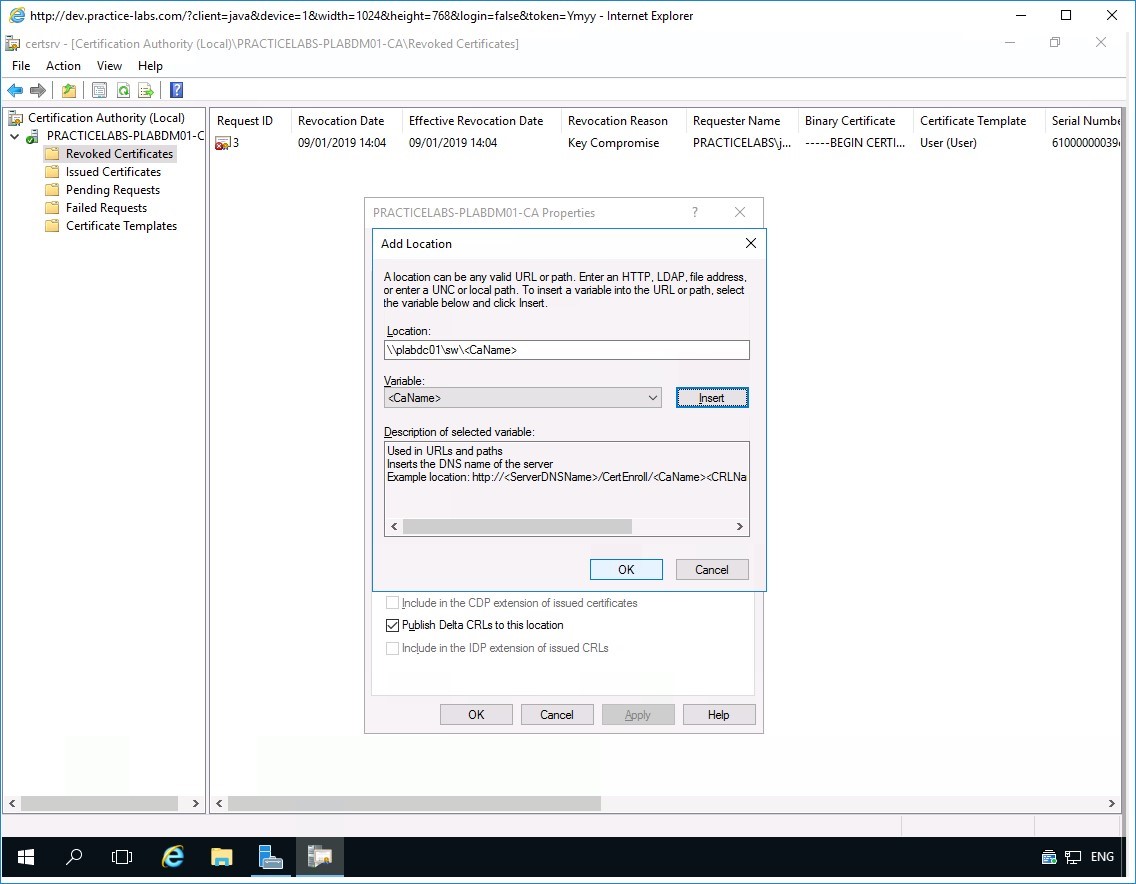 http://dev.practice-labs.com/?client=java&device=1&width=1024&height=768&login=false&token=Ymyy - Internet Explorer
certsrv - [Certification Authority (Local)\PRACTICELABS-PLABDM01-CA\Revoked Certificates]
File Action View Help
Certification Authority (Local)
PRACTICELABS-PLABDM01-C
Revoked Certificates
Issued Certificates
Pending Requests
Failed Requests
Certificate Templates
Request ID Revocation Date Effective Revocation Date Revocation Reason Requester Name Binary Certificate Certificate Template Serial Numbe
3 09/01/2019 14:04 09/01/2019 14:04 Key Compromise PRACTICELABS\j... -----BEGIN CERTI... User (User) 61000000039
PRACTICELABS-PLABDM01-CA Properties
Add Location
A location can be any valid URL or path. Enter an HTTP, LDAP, file address,
or enter a UNC or local path. To insert a variable into the URL or path, select
the variable below and click Insert.
Location:
\\plabdc01\sw\<CaName>
Variable:
<CaName> Insert
Description of selected variable:
Used in URLs and paths
Inserts the DNS name of the server
Example location: http://<ServerDNSName>/CertEnroll/<CaName><CRLNa
OK Cancel
Include in the CDP extension of issued certificates
Publish Delta CRLs to this location
Include in the IDP extension of issued CRLs
OK Cancel Apply Help
ENG